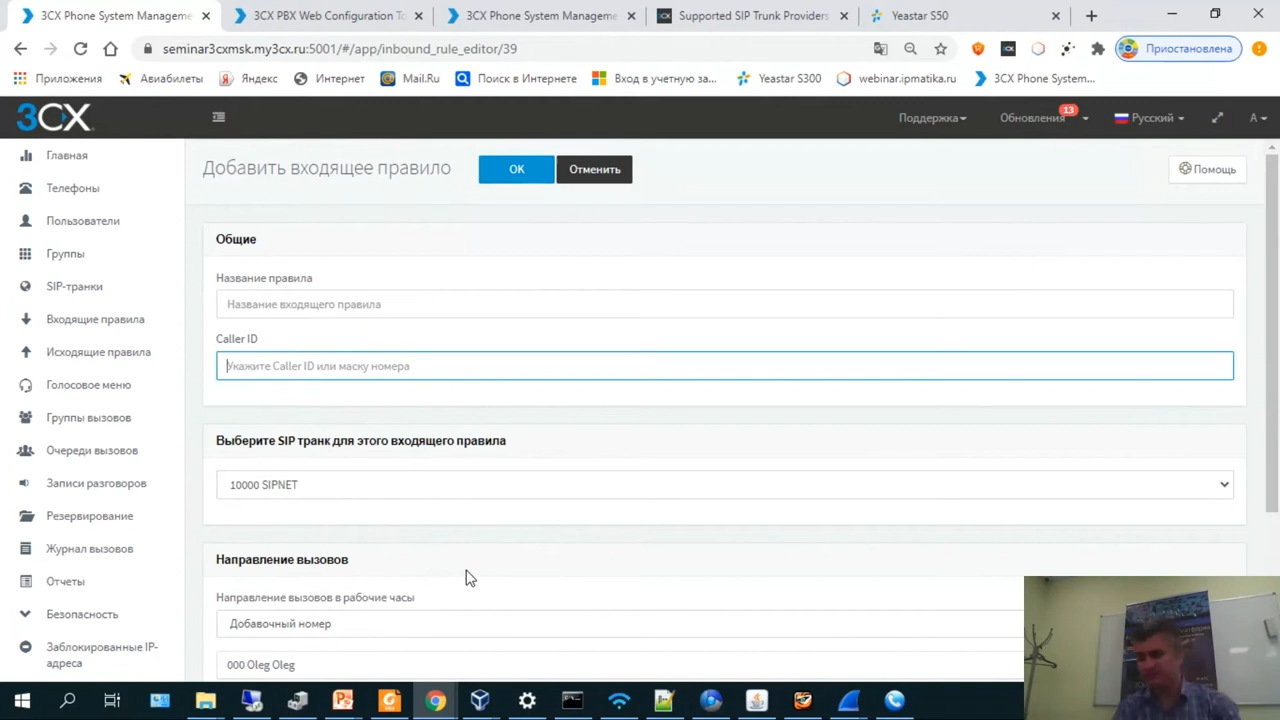 3CX Phone System Manageme
3CX PBX Web Configuration To
3CX Phone System Manageme
Supported SIP Trunk Providers
Yeastar S50
seminar3cxmsk.my3cx.ru:5001/#/app/inbound_rule_editor/39
Приостановлена
Приложения
Авиабилеты
Яндекс
Интернет
Mail.Ru
Поиск в Интернете
Вход в учетную за...
Yeastar S300
webinar.ipmatika.ru
3CX Phone System...
3CX
Поддержка
Обновления
13
Русский
A
Главная
Телефоны
Пользователи
Группы
SIP-транки
Входящие правила
Исходящие правила
Голосовое меню
Группы вызовов
Очереди вызовов
Записи разговоров
Резервирование
Журнал вызовов
Отчеты
Безопасность
Заблокированные IP-
адреса
Добавить входящее правило
OK
Отменить
Помощь
Общие
Название правила
Название входящего правила
Caller ID
Укажите Caller ID или маску номера
Выберите SIP транк для этого входящего правила
10000 SIPNET
Направление вызовов
Направление вызовов в рабочие часы
Добавочный номер
000 Oleg Oleg